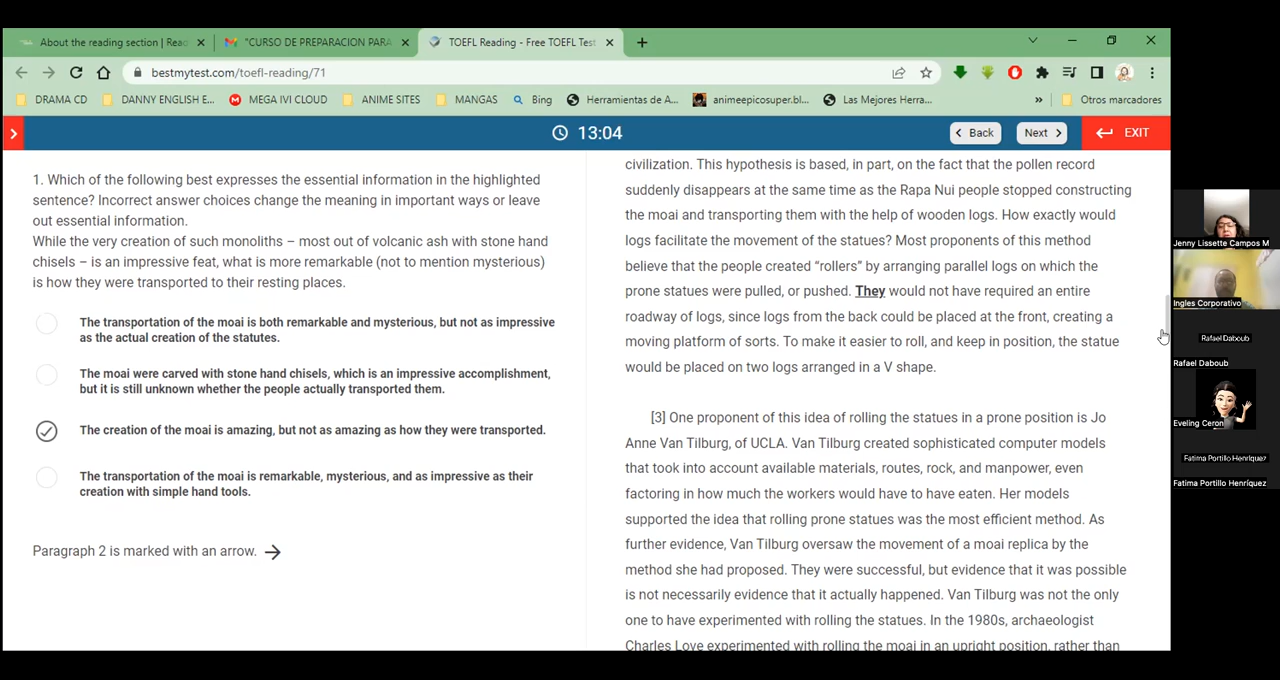 About the reading section | Reac
"CURSO DE PREPARACION PARA
TOEFL Reading - Free TOEFL Test
bestmytest.com/toefl-reading/71
DRAMA CD
DANNY ENGLISH E...
MEGA IVI CLOUD
ANIME SITES
MANGAS
Bing
Herramientas de A...
animeepicosuper.bl...
Las Mejores Herra...
»
Otros marcadores
13:04
Back
Next
EXIT
1. Which of the following best expresses the essential information in the highlighted
sentence? Incorrect answer choices change the meaning in important ways or leave
out essential information.
While the very creation of such monoliths – most out of volcanic ash with stone hand
chisels – is an impressive feat, what is more remarkable (not to mention mysterious)
is how they were transported to their resting places.
The transportation of the moai is both remarkable and mysterious, but not as impressive
as the actual creation of the statutes.
The moai were carved with stone hand chisels, which is an impressive accomplishment,
but it is still unknown whether the people actually transported them.
The creation of the moai is amazing, but not as amazing as how they were transported.
The transportation of the moai is remarkable, mysterious, and as impressive as their
creation with simple hand tools.
Paragraph 2 is marked with an arrow. →
civilization. This hypothesis is based, in part, on the fact that the pollen record
suddenly disappears at the same time as the Rapa Nui people stopped constructing
the moai and transporting them with the help of wooden logs. How exactly would
logs facilitate the movement of the statues? Most proponents of this method
believe that the people created “rollers” by arranging parallel logs on which the
prone statues were pulled, or pushed. They would not have required an entire
roadway of logs, since logs from the back could be placed at the front, creating a
moving platform of sorts. To make it easier to roll, and keep in position, the statue
would be placed on two logs arranged in a V shape.
[3] One proponent of this idea of rolling the statues in a prone position is Jo
Anne Van Tilburg, of UCLA. Van Tilburg created sophisticated computer models
that took into account available materials, routes, rock, and manpower, even
factoring in how much the workers would have to have eaten. Her models
supported the idea that rolling prone statues was the most efficient method. As
further evidence, Van Tilburg oversaw the movement of a moai replica by the
method she had proposed. They were successful, but evidence that it was possible
is not necessarily evidence that it actually happened. Van Tilburg was not the only
one to have experimented with rolling the statues. In the 1980s, archaeologist
Charles Love experimented with rolling the moai in an upright position, rather than
Jenny Lissette Campos M
Ingles Corporativo
Rafael Daboub
Rafael Daboub
Eveling Ceron
Fatima Portillo Henríquez
Fatima Portillo Henríquez